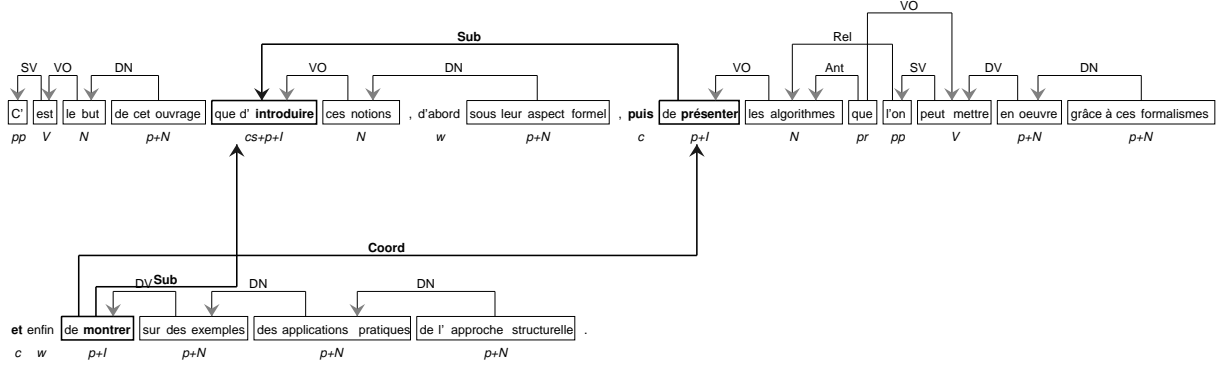 VO
Sub Rel
SV VO DN VO DN VO Ant SV DV DN
C' est le but de cet ouvrage que d' introduire ces notions , d'abord sous leur aspect formel , puis de présenter les algorithmes que l'on peut mettre en oeuvre grâce à ces formalismes
pp V N p+N cs+p+I N w p+N c p+I N pr pp V p+N p+N
Coord
DV Sub DN DN
et enfin de montrer sur des exemples des applications pratiques de l' approche structurelle .
c w p+I p+N p+N p+N